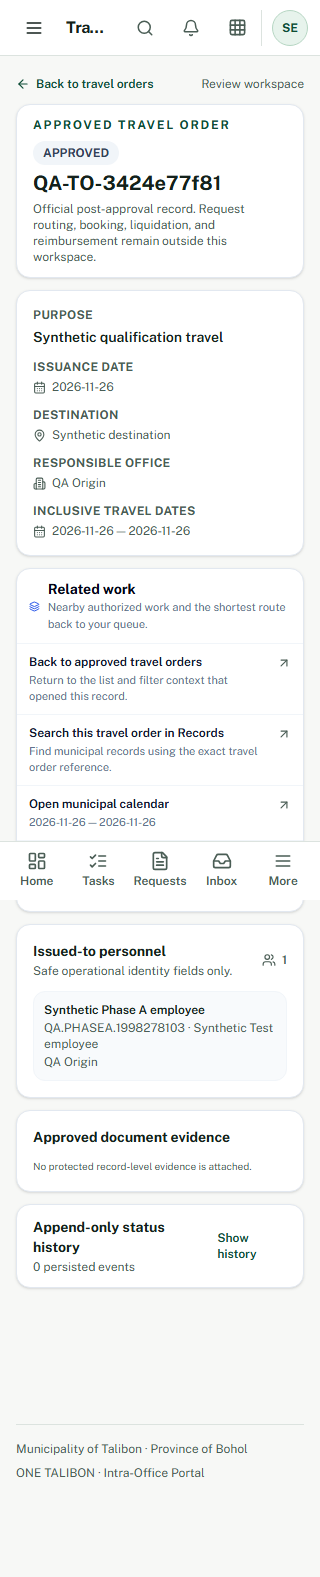 Tra...
SE
Back to travel orders
Review workspace
APPROVED TRAVEL ORDER
APPROVED
QA-TO-3424e77f81
Official post-approval record. Request
routing, booking, liquidation, and
reimbursement remain outside this
workspace.
PURPOSE
Synthetic qualification travel
ISSUANCE DATE
2026-11-26
DESTINATION
Synthetic destination
RESPONSIBLE OFFICE
QA Origin
INCLUSIVE TRAVEL DATES
2026-11-26 — 2026-11-26
Related work
Nearby authorized work and the shortest route
back to your queue.
Back to approved travel orders
Return to the list and filter context that
opened this record.
Search this travel order in Records
Find municipal records using the exact travel
order reference.
Open municipal calendar
2026-11-26 — 2026-11-26
Home
Tasks
Requests
Inbox
More
Issued-to personnel
Safe operational identity fields only.
1
Synthetic Phase A employee
QA.PHASEA.1998278103 · Synthetic Test
employee
QA Origin
Approved document evidence
No protected record-level evidence is attached.
Append-only status
history
0 persisted events
Show
history
Municipality of Talibon · Province of Bohol
ONE TALIBON · Intra-Office Portal